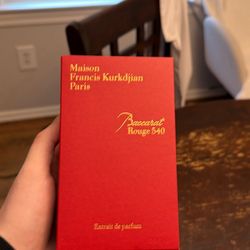 Maison
Francis Kurkdjian
Paris
Baccarat
Rouge 540
Extrait de parfum